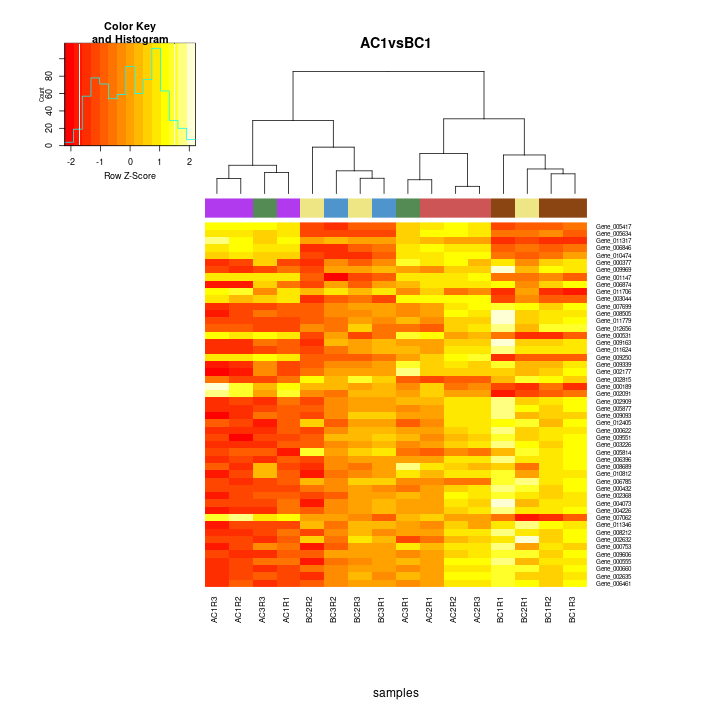 Color Key
and Histogram
Count
0 20 40 60 80
-2 -1 0 1 2
Row Z-Score
AC1vsBC1
Gene_005417
Gene_005634
Gene_011317
Gene_006846
Gene_010474
Gene_000377
Gene_009969
Gene_001147
Gene_006874
Gene_011706
Gene_003044
Gene_007699
Gene_008505
Gene_011779
Gene_012656
Gene_000531
Gene_009163
Gene_011624
Gene_009250
Gene_009339
Gene_002177
Gene_002815
Gene_000189
Gene_002091
Gene_002909
Gene_005877
Gene_009093
Gene_012405
Gene_000622
Gene_009551
Gene_003226
Gene_005814
Gene_006396
Gene_008689
Gene_010812
Gene_006785
Gene_000432
Gene_002368
Gene_004073
Gene_004226
Gene_007062
Gene_011346
Gene_008212
Gene_002632
Gene_000753
Gene_009606
Gene_000555
Gene_000660
Gene_002635
Gene_006461
AC1R3 AC1R2 AC3R3 AC1R1 BC2R2 BC3R2 BC2R3 BC3R1 AC3R1 AC2R1 AC2R2 AC2R3 BC1R1 BC2R1 BC1R2 BC1R3
samples